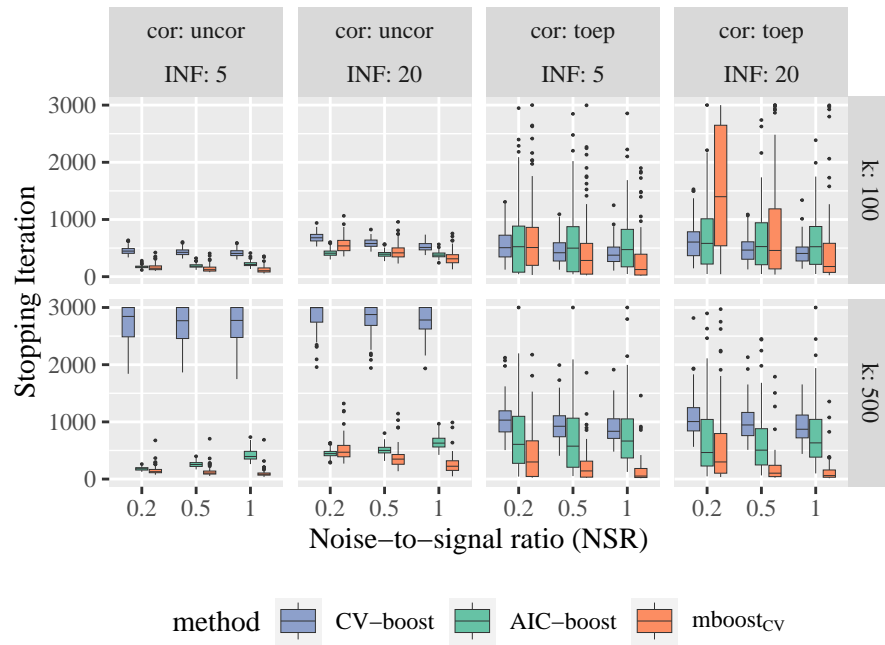 cor: uncor cor: uncor cor: toep cor: toep
INF: 5 INF: 20 INF: 5 INF: 20
3000
2000
1000
0
k: 100
Stopping Iteration
3000
2000
1000
0
k: 500
0.2 0.5 1 0.2 0.5 1 0.2 0.5 1 0.2 0.5 1
Noise−to−signal ratio (NSR)
method CV−boost AIC−boost mboostCV